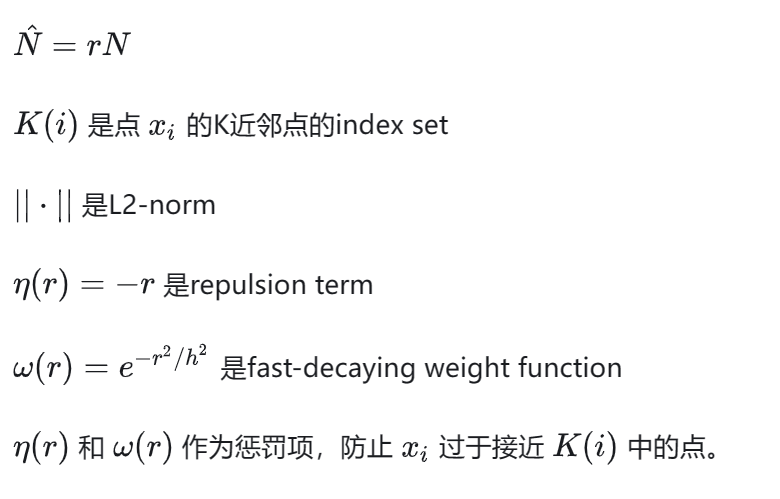 $\hat{N} = rN$
$K(i)$ 是点 $x_i$ 的K近邻点的index set
$||\cdot||$ 是L2-norm
$\eta(r) = -r$ 是repulsion term
$\omega(r) = e^{-r^2/h^2}$ 是fast-decaying weight function
$\eta(r)$ 和 $\omega(r)$ 作为惩罚项，防止 $x_i$ 过于接近 $K(i)$ 中的点。